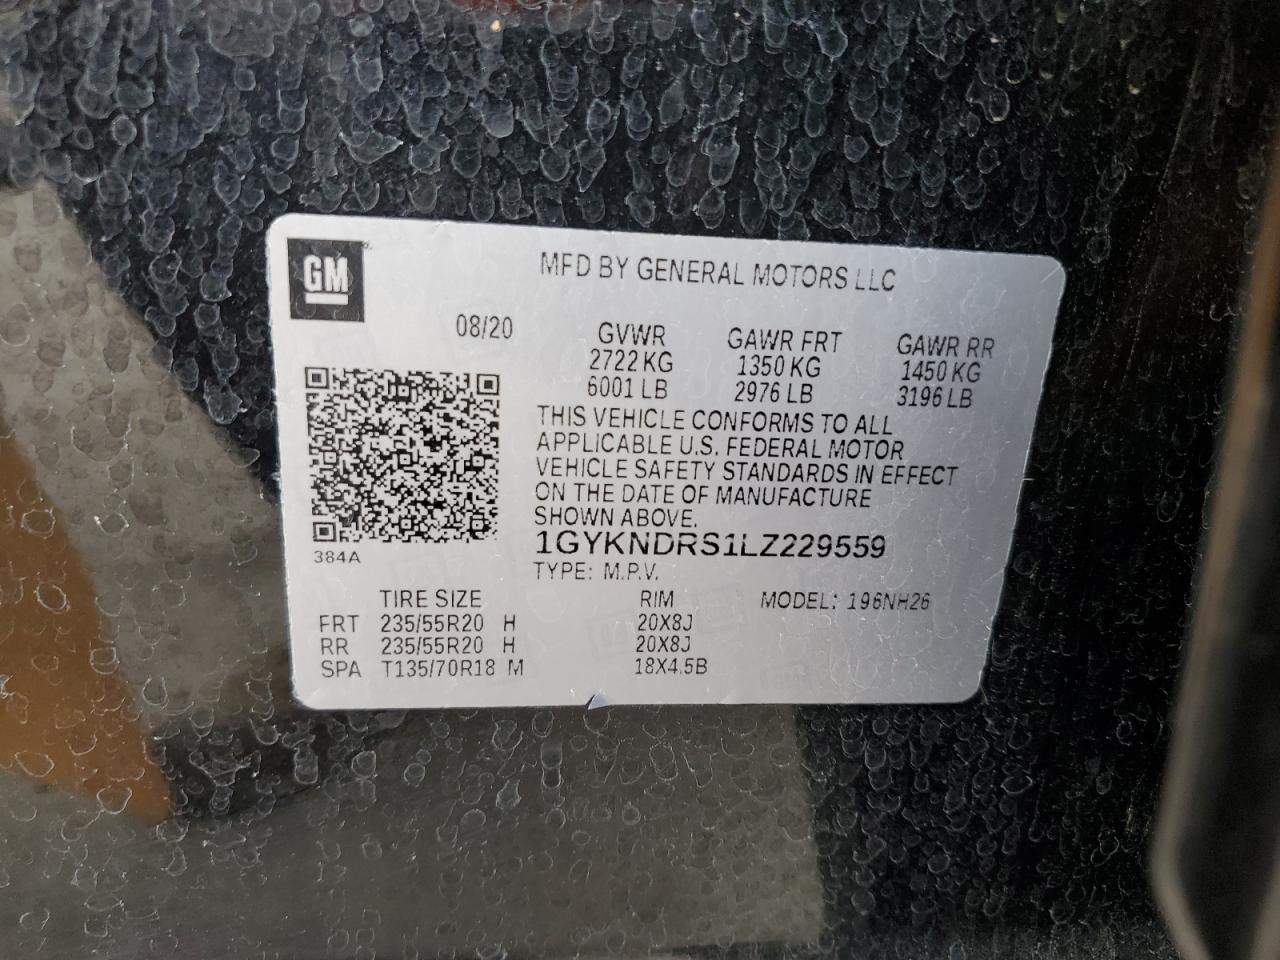 GM
MFD BY GENERAL MOTORS LLC
08/20
GVWR GAWR FRT GAWR RR
2722 KG 1350 KG 1450 KG
6001 LB 2976 LB 3196 LB
THIS VEHICLE CONFORMS TO ALL
APPLICABLE U.S. FEDERAL MOTOR
VEHICLE SAFETY STANDARDS IN EFFECT
ON THE DATE OF MANUFACTURE
SHOWN ABOVE.
1GYKNDRS1LZ229559
384A
TYPE: M.P.V.
TIRE SIZE RIM MODEL: 196NH26
FRT 235/55R20 H 20X8J
RR 235/55R20 H 20X8J
SPA T135/70R18 M 18X4.5B